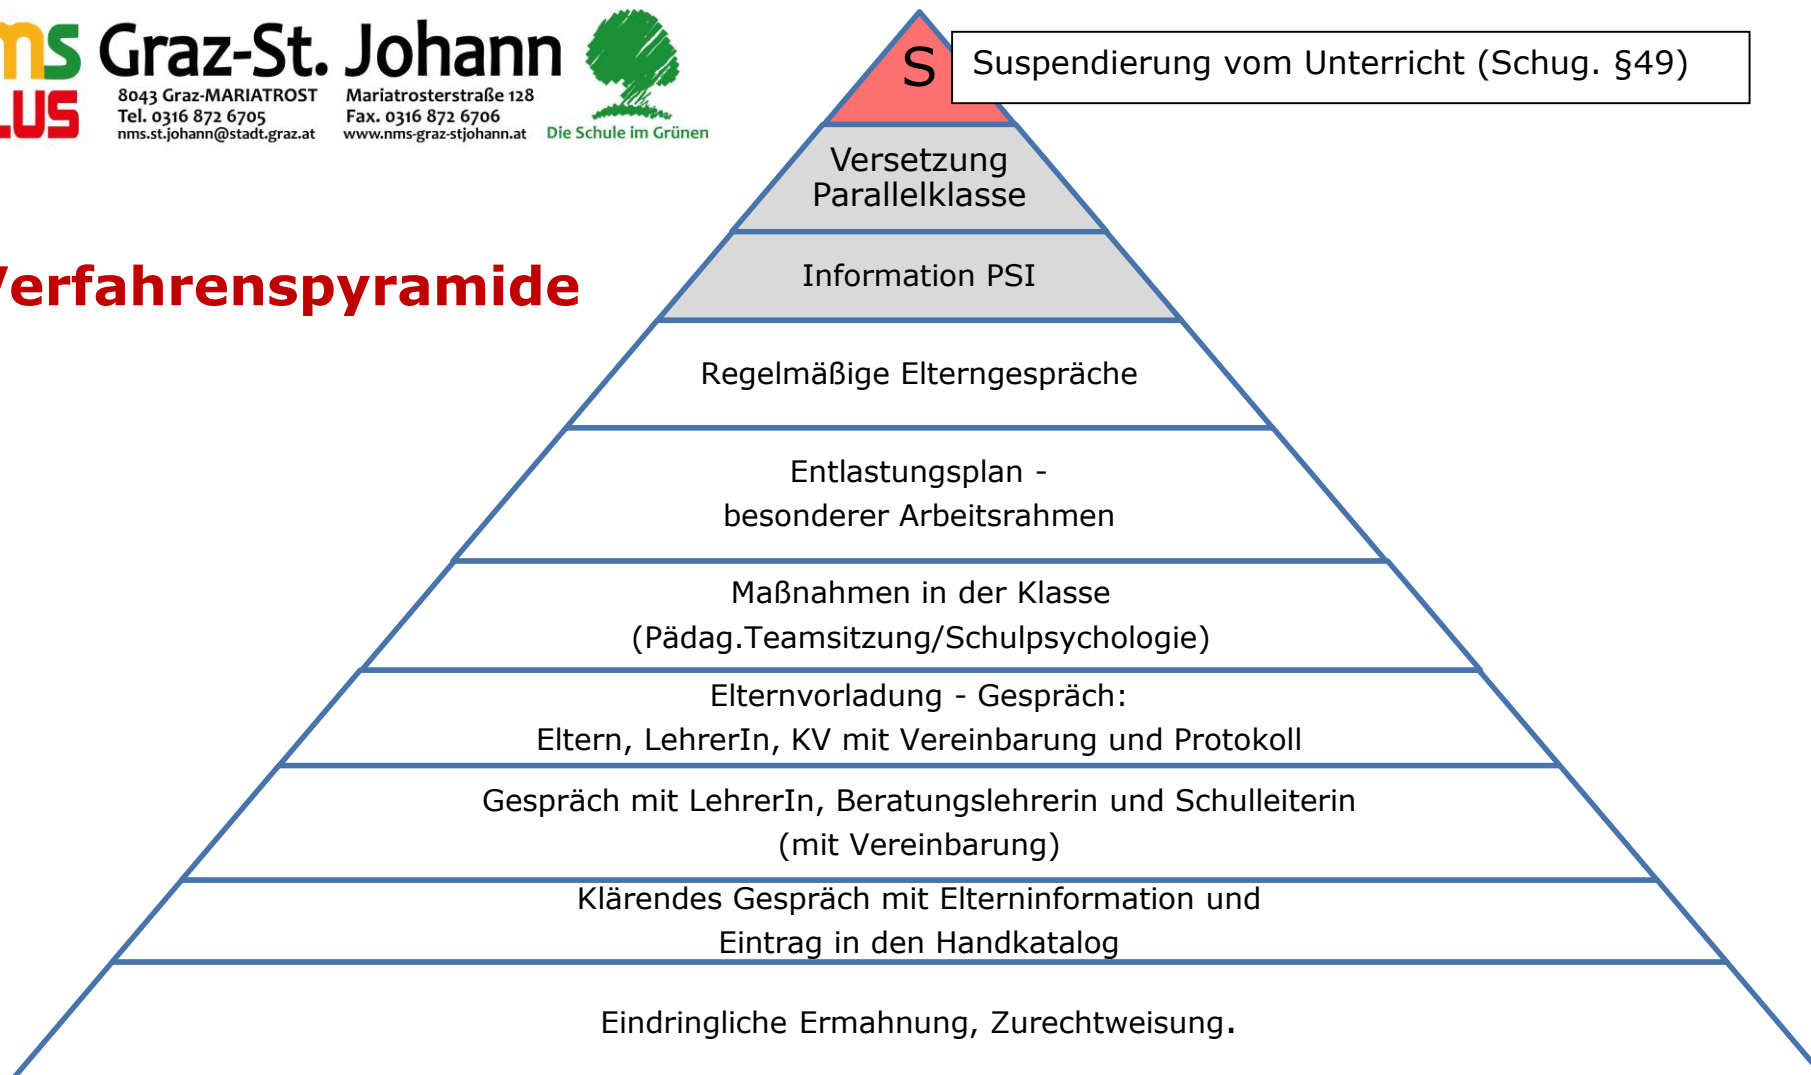 ms Graz-St. Johann
LUS
8043 Graz-MARIATROST Mariatrosterstraße 128
Tel. 0316 872 6705 Fax. 0316 872 6706
nms.st.johann@stadt.graz.at www.nms-graz-stjohann.at Die Schule im Grünen
S
Suspendierung vom Unterricht (Schug. §49)
Versetzung
Parallelklasse
Verfahrenspyramide
Information PSI
Regelmäßige Elterngespräche
Entlastungsplan -
besonderer Arbeitsrahmen
Maßnahmen in der Klasse
(Pädag.Teamsitzung/Schulpsychologie)
Elternvorladung - Gespräch:
Eltern, LehrerIn, KV mit Vereinbarung und Protokoll
Gespräch mit LehrerIn, Beratungslehrerin und Schulleiterin
(mit Vereinbarung)
Klärendes Gespräch mit Elterninformation und
Eintrag in den Handkatalog
Eindringliche Ermahnung, Zurechtweisung.